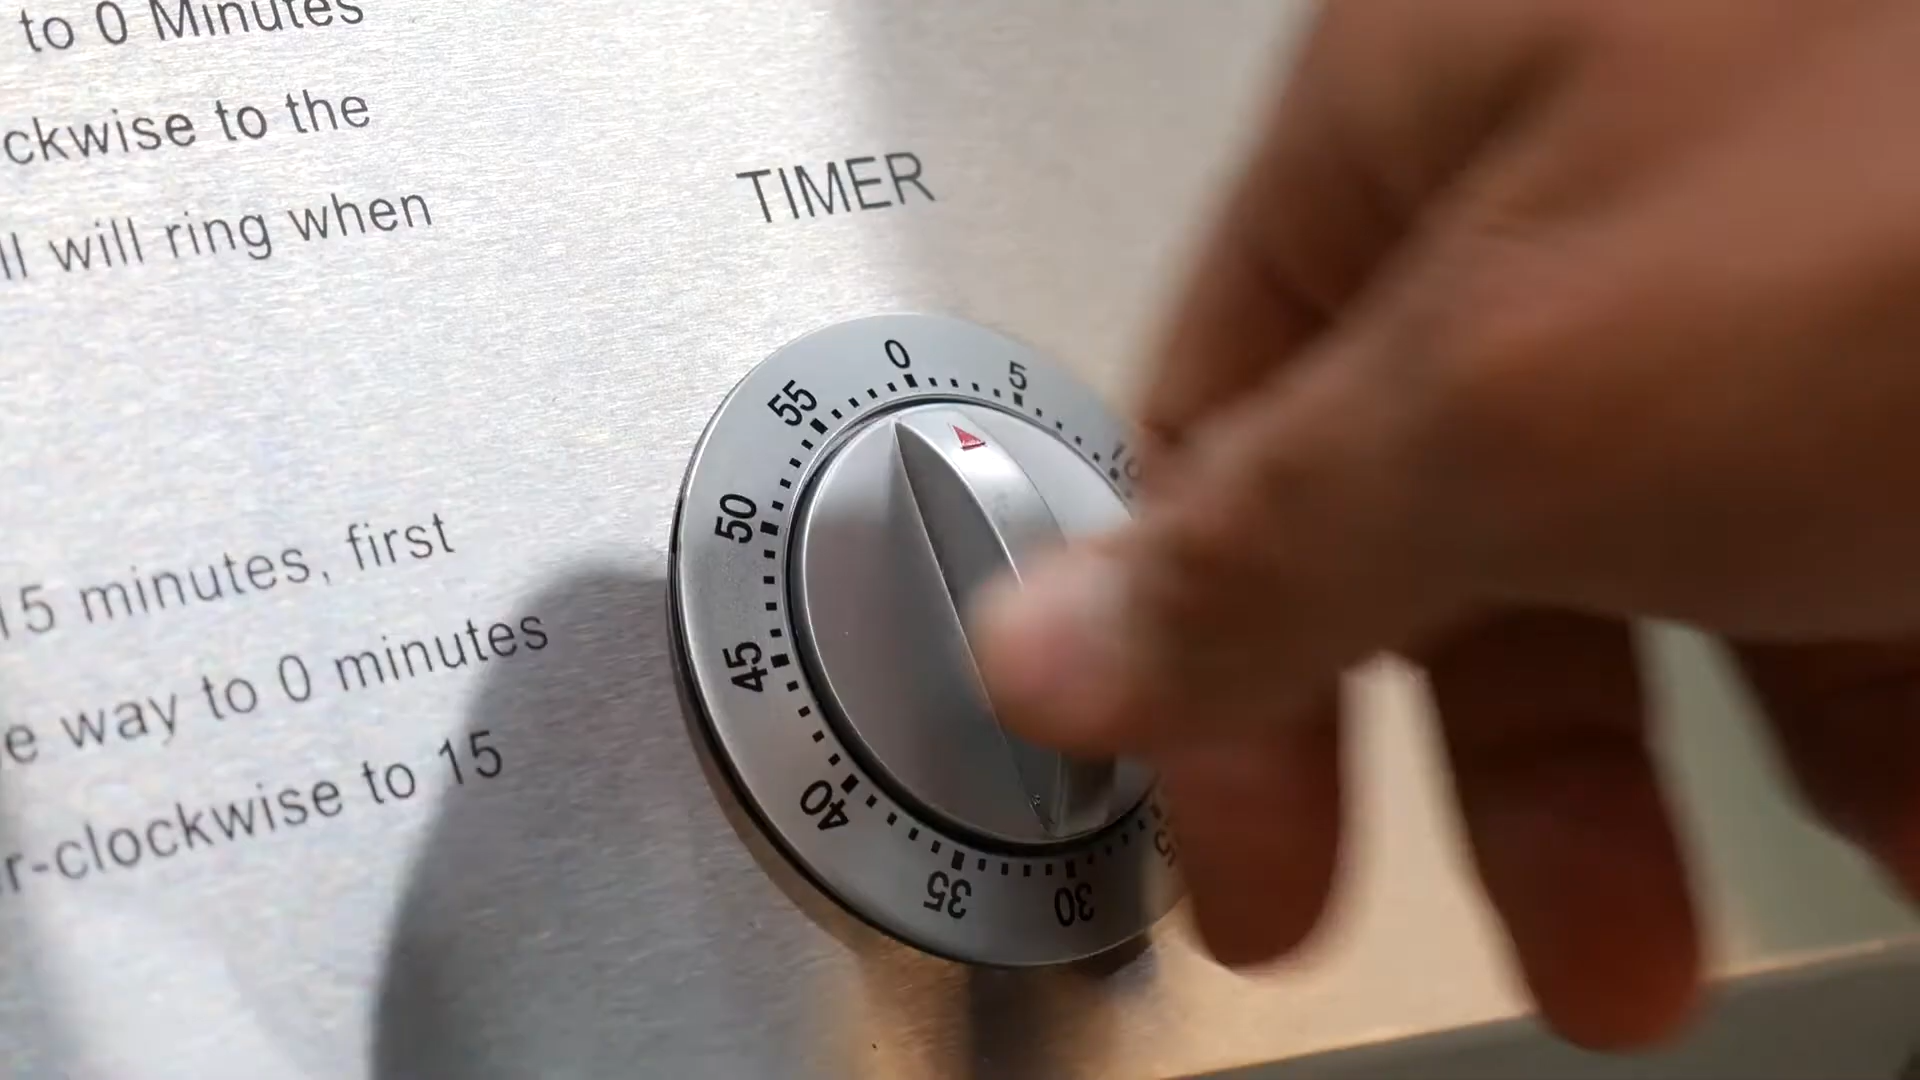 to 0 Minutes
ckwise to the
ll will ring when
15 minutes, first
e way to 0 minutes
r-clockwise to 15
TIMER
0
5
10
30
35
40
45
50
55